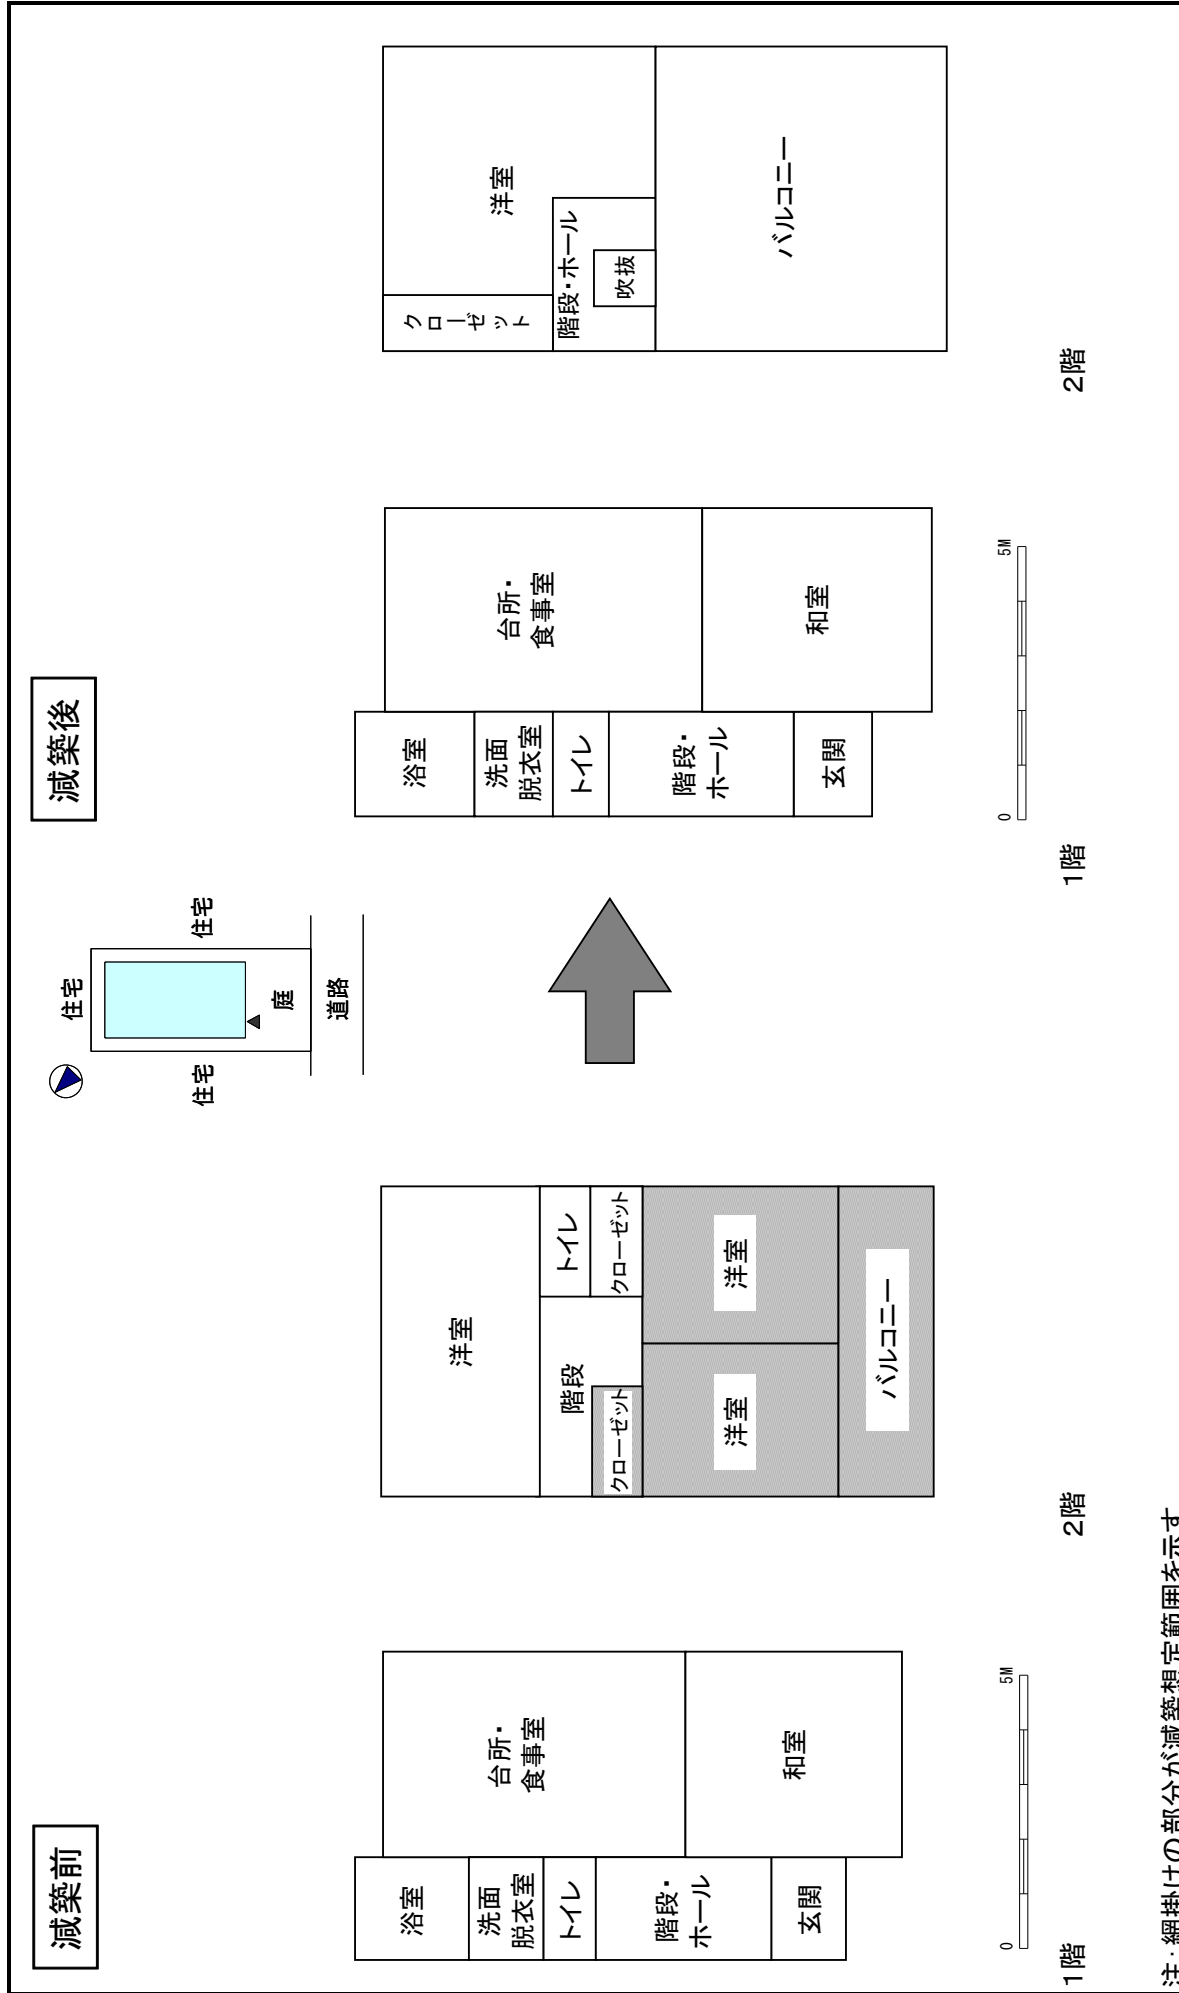 減築前
浴室
洗面
脱衣室
トイレ
階段・
ホール
玄関
台所・
食事室
和室
0
5M
1階
洋室
トイレ
クローゼット
階段
クローゼット
洋室
洋室
バルコニー
2階
住宅
住宅
住宅
庭
道路
減築後
浴室
洗面
脱衣室
トイレ
階段・
ホール
玄関
台所・
食事室
和室
0
5M
1階
クローゼット
洋室
階段・ホール
吹抜
バルコニー
2階
注：網掛けの部分が減築想定範囲を示す